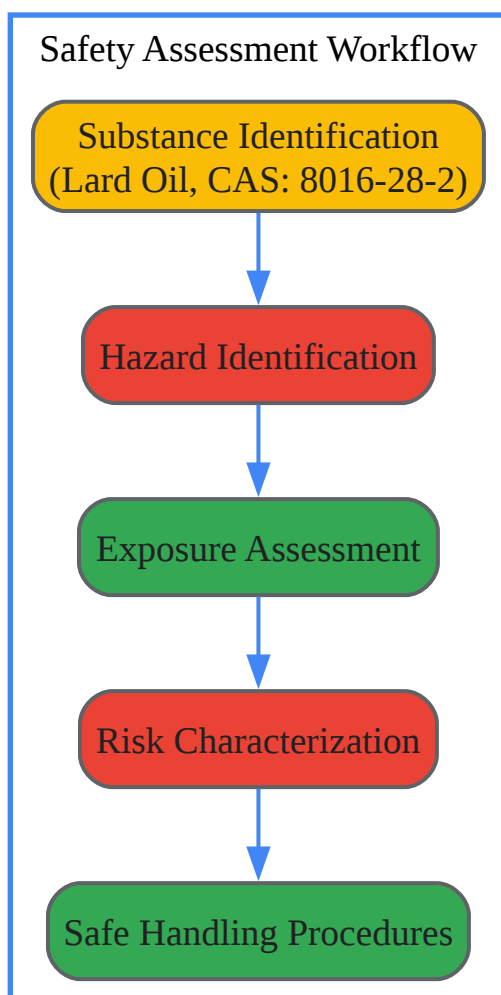 Safety Assessment Workflow
Substance Identification
(Lard Oil, CAS: 8016-28-2)
Hazard Identification
Exposure Assessment
Risk Characterization
Safe Handling Procedures